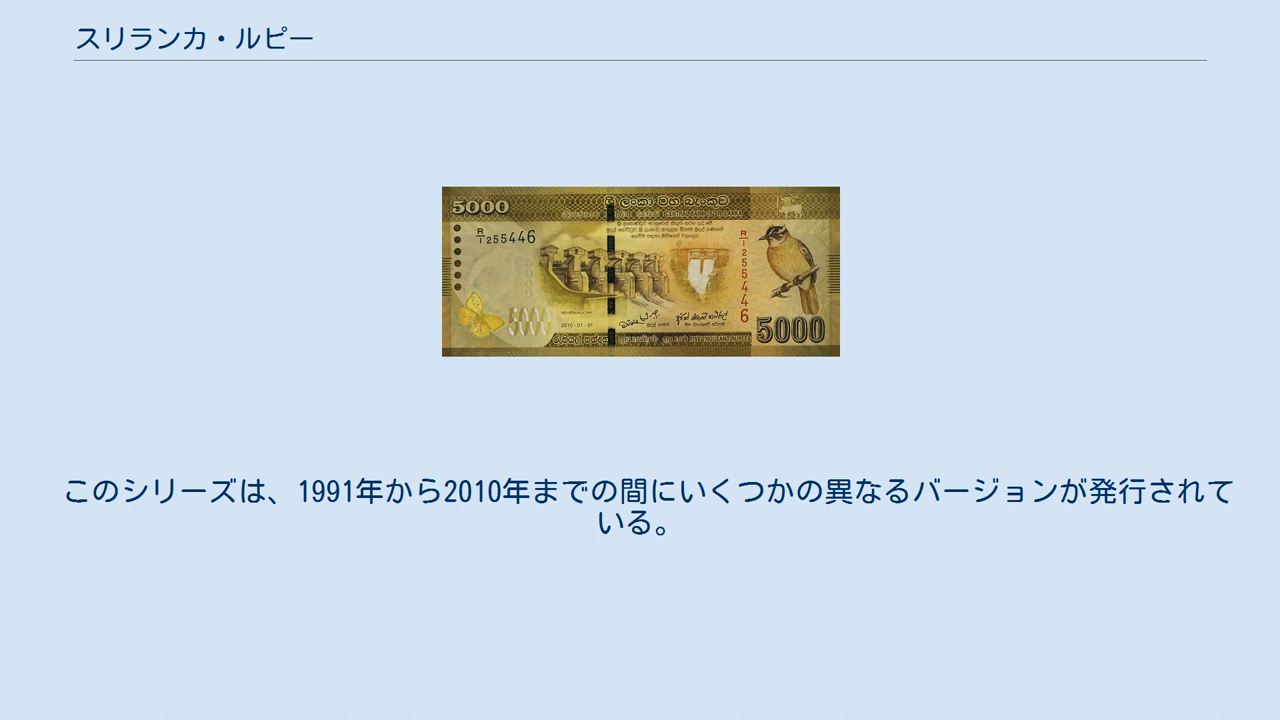 スリランカ・ルピー
5000
ශ්‍රී ලංකා මහ බැංකුව
R/1 255446
R/1 255446
2010-01-01
5000
このシリーズは、1991年から2010年までの間にいくつかの異なるバージョンが発行されて
いる。